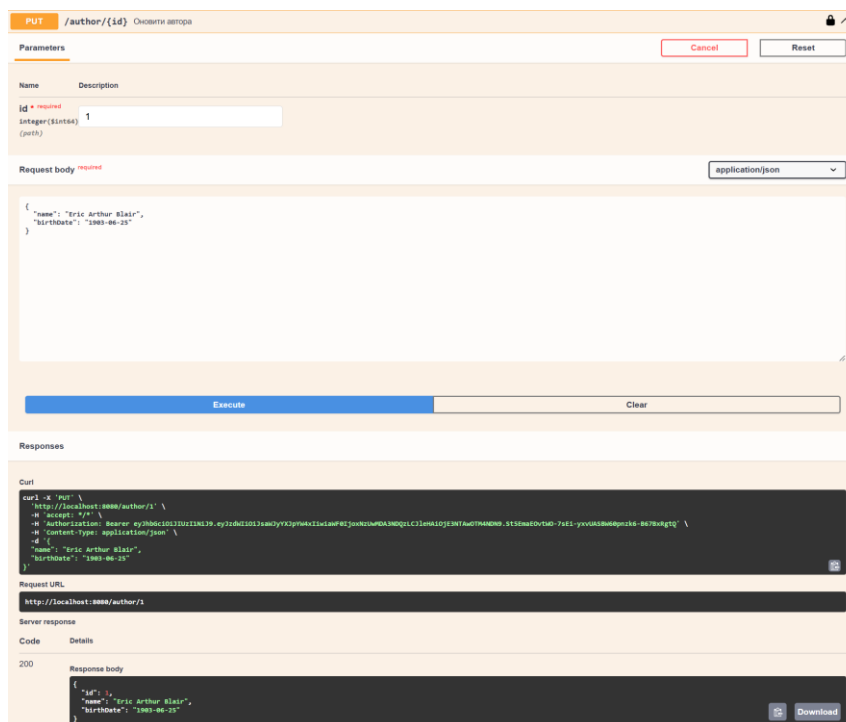 PUT /author/{id} Оновити автора
Parameters
Cancel
Reset
Name Description
id * required
integer($int64)
(path)
1
Request body required
application/json
{
"name": "Eric Arthur Blair",
"birthDate": "1903-06-25"
}
Execute
Clear
Responses
Curl
curl -X 'PUT' \
'http://localhost:8080/author/1' \
-H 'accept: */*' \
-H 'Authorization: Bearer
-H 'Content-Type: application/json' \
-d '{
"name": "Eric Arthur Blair",
"birthDate": "1903-06-25"
}'
Request URL
http://localhost:8080/author/1
Server response
Code Details
200
Response body
{
"id": 1,
"name": "Eric Arthur Blair",
"birthDate": "1903-06-25"
}
Download